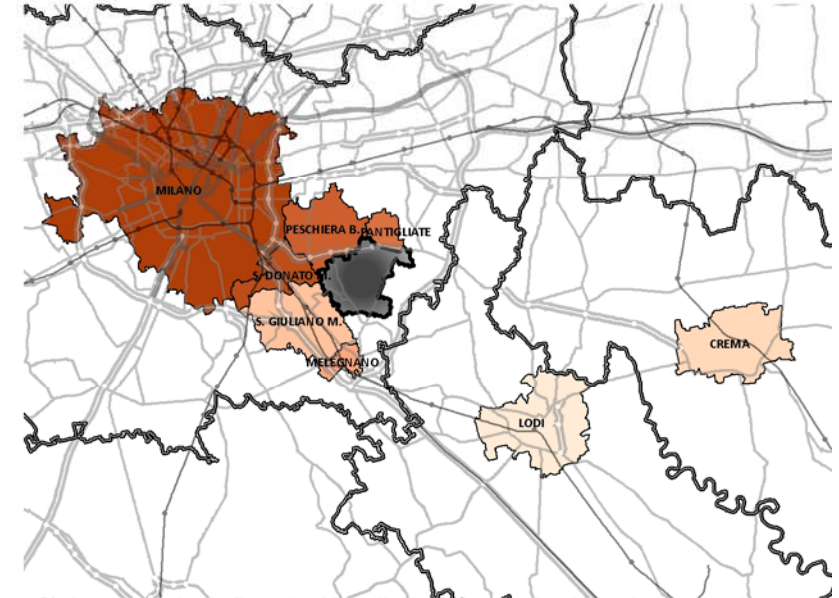 MILANO
PESCHIERA B.
PANTIGLIATE
S. DONATO M.
S. GIULIANO M.
MELEGNANO
CREMA
LODI